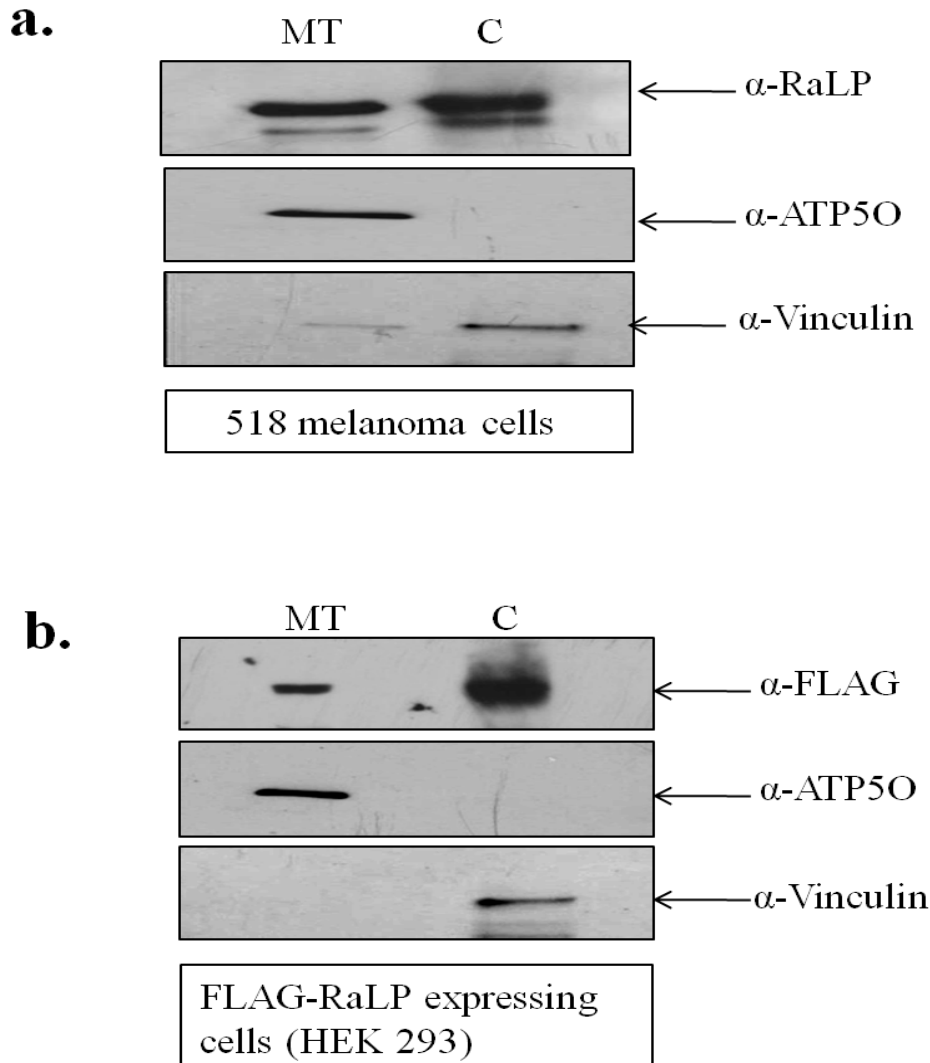 a.
MT C
α-RaLP
α-ATP5O
α-Vinculin
518 melanoma cells
b.
MT C
α-FLAG
α-ATP5O
α-Vinculin
FLAG-RaLP expressing
cells (HEK 293)